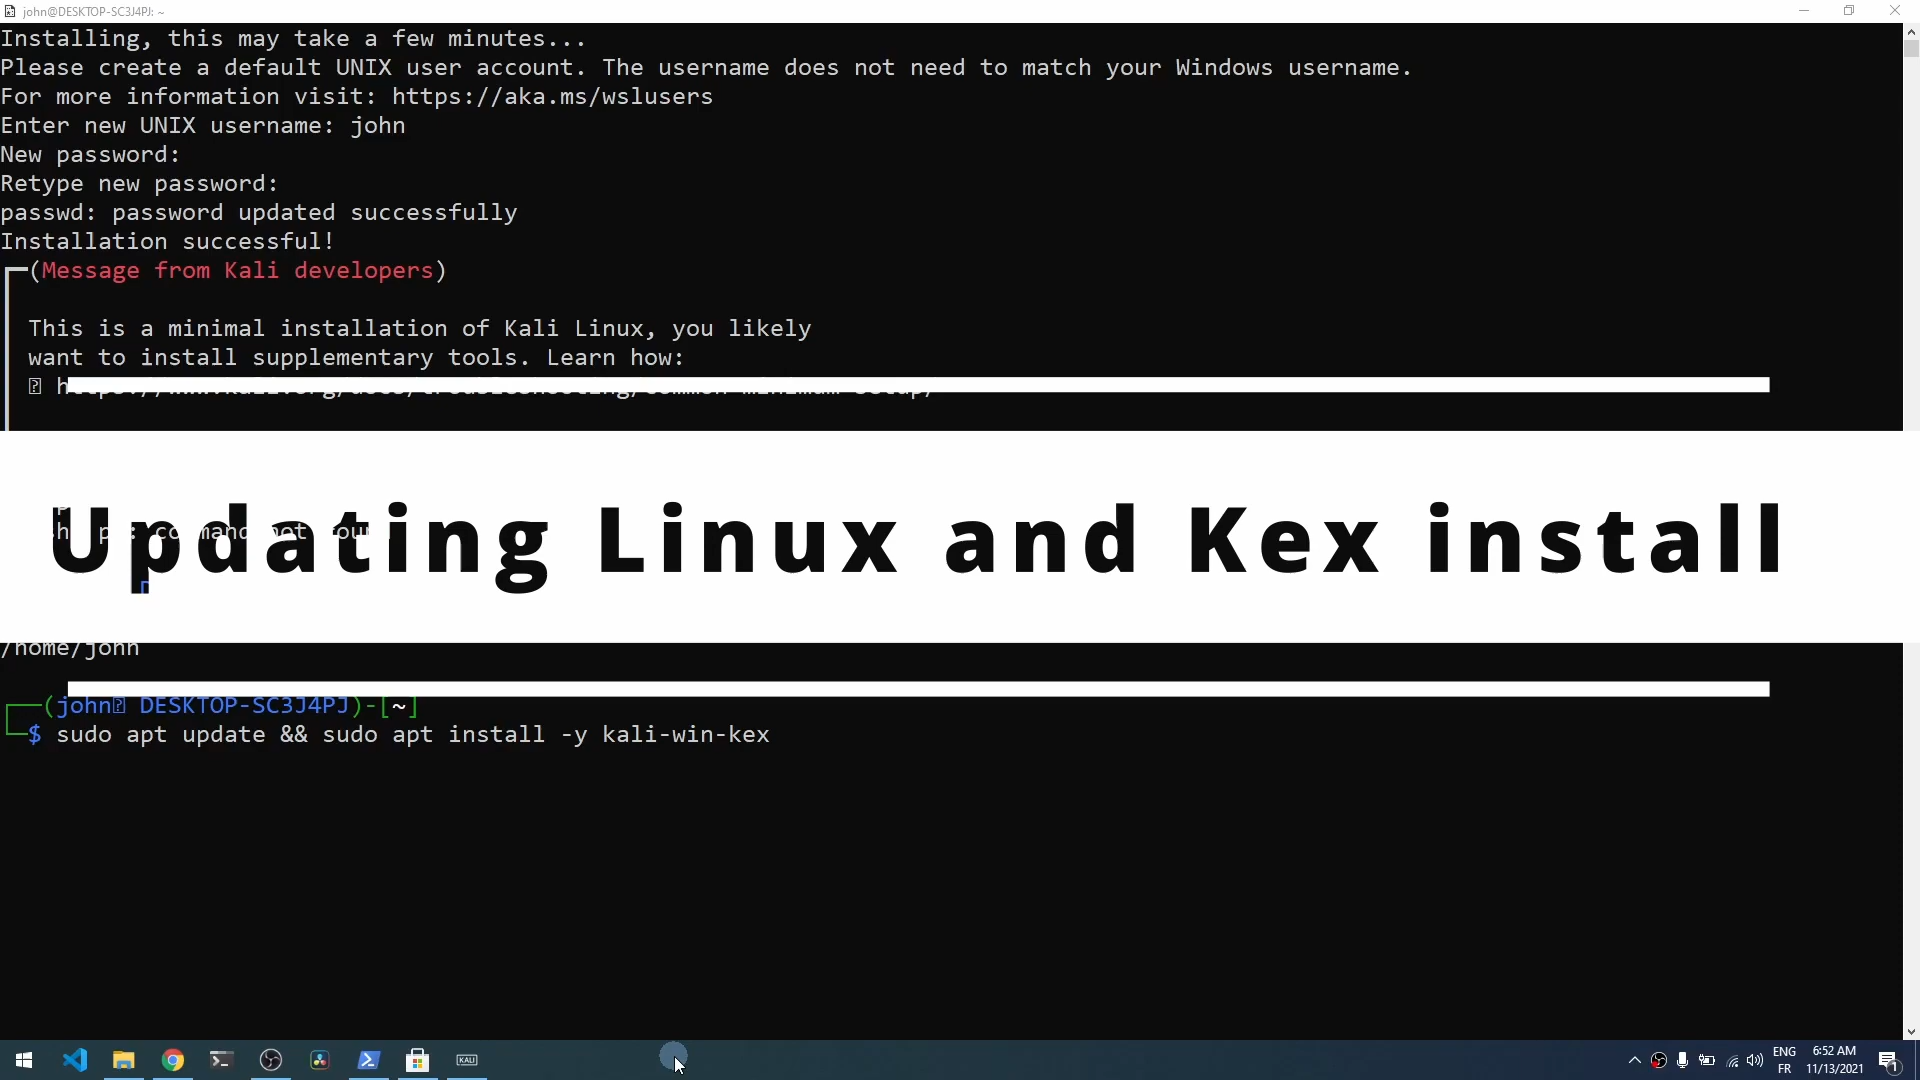 john@DESKTOP-SC3J4PJ: ~
Installing, this may take a few minutes...
Please create a default UNIX user account. The username does not need to match your Windows username.
For more information visit: https://aka.ms/wslusers
Enter new UNIX username: john
New password:
Retype new password:
passwd: password updated successfully
Installation successful!
(Message from Kali developers)
This is a minimal installation of Kali Linux, you likely
want to install supplementary tools. Learn how:
Updating Linux and Kex install
/home/john
(john DESKTOP-SC3J4PJ)-[~]
$ sudo apt update && sudo apt install -y kali-win-kex
KALI
ENG
FR
6:52 AM
11/13/2021
1